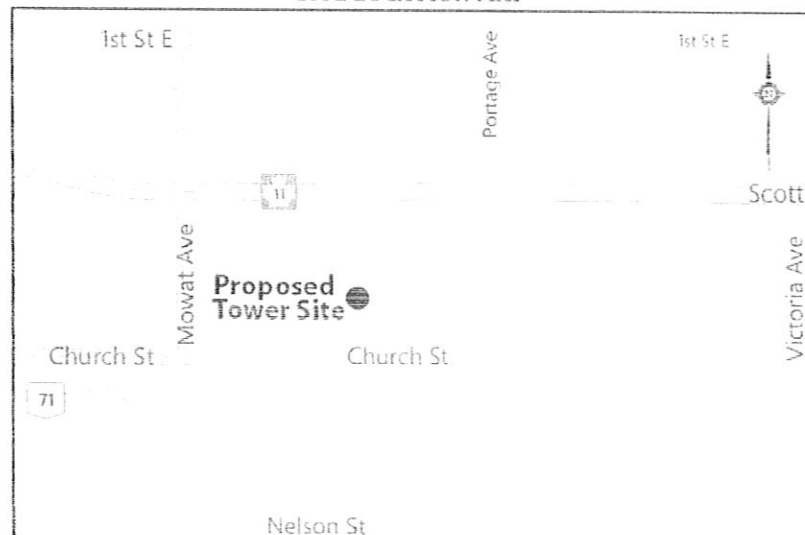 1st St E
Portage Ave
1st St E
11
Scott
Mowat Ave
Victoria Ave
Proposed
Tower Site
Church St
Church St
71
Nelson St